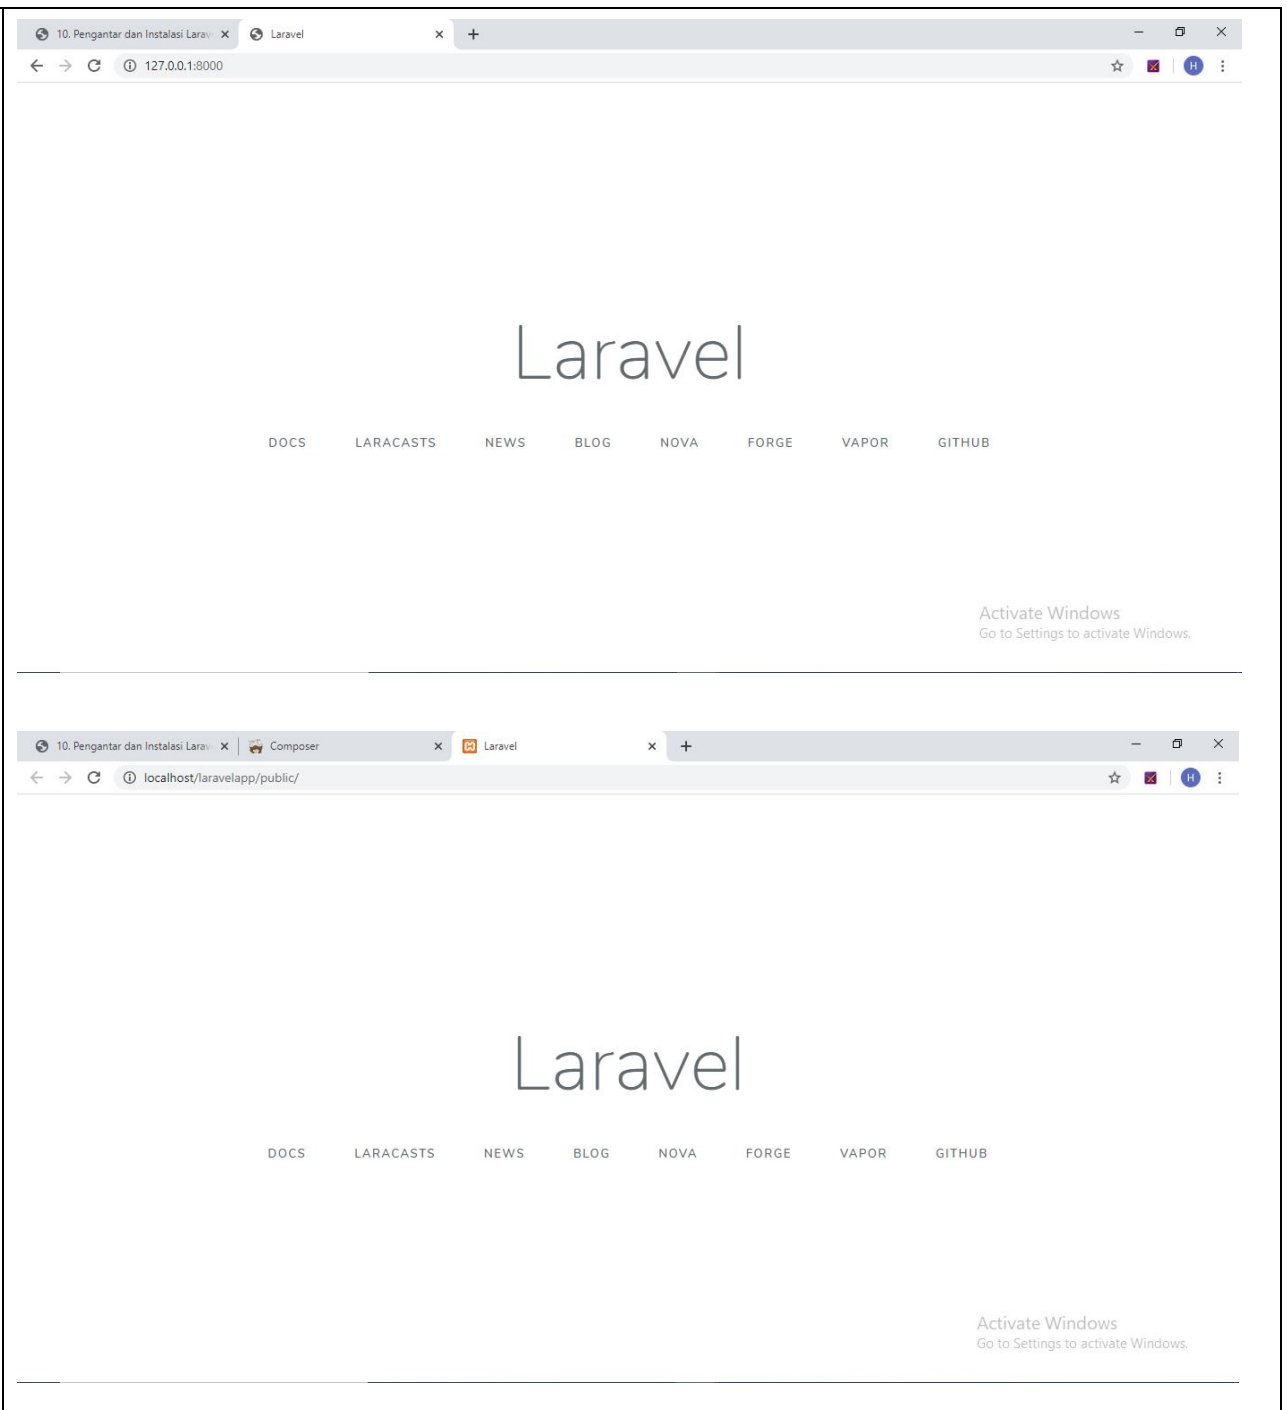 10. Pengantar dan Instalasi Larav
Laravel
127.0.0.1:8000
H
Laravel
DOCS LARACASTS NEWS BLOG NOVA FORGE VAPOR GITHUB
Activate Windows
Go to Settings to activate Windows.
10. Pengantar dan Instalasi Larav
Composer
Laravel
localhost/laravelapp/public/
H
Laravel
DOCS LARACASTS NEWS BLOG NOVA FORGE VAPOR GITHUB
Activate Windows
Go to Settings to activate Windows.